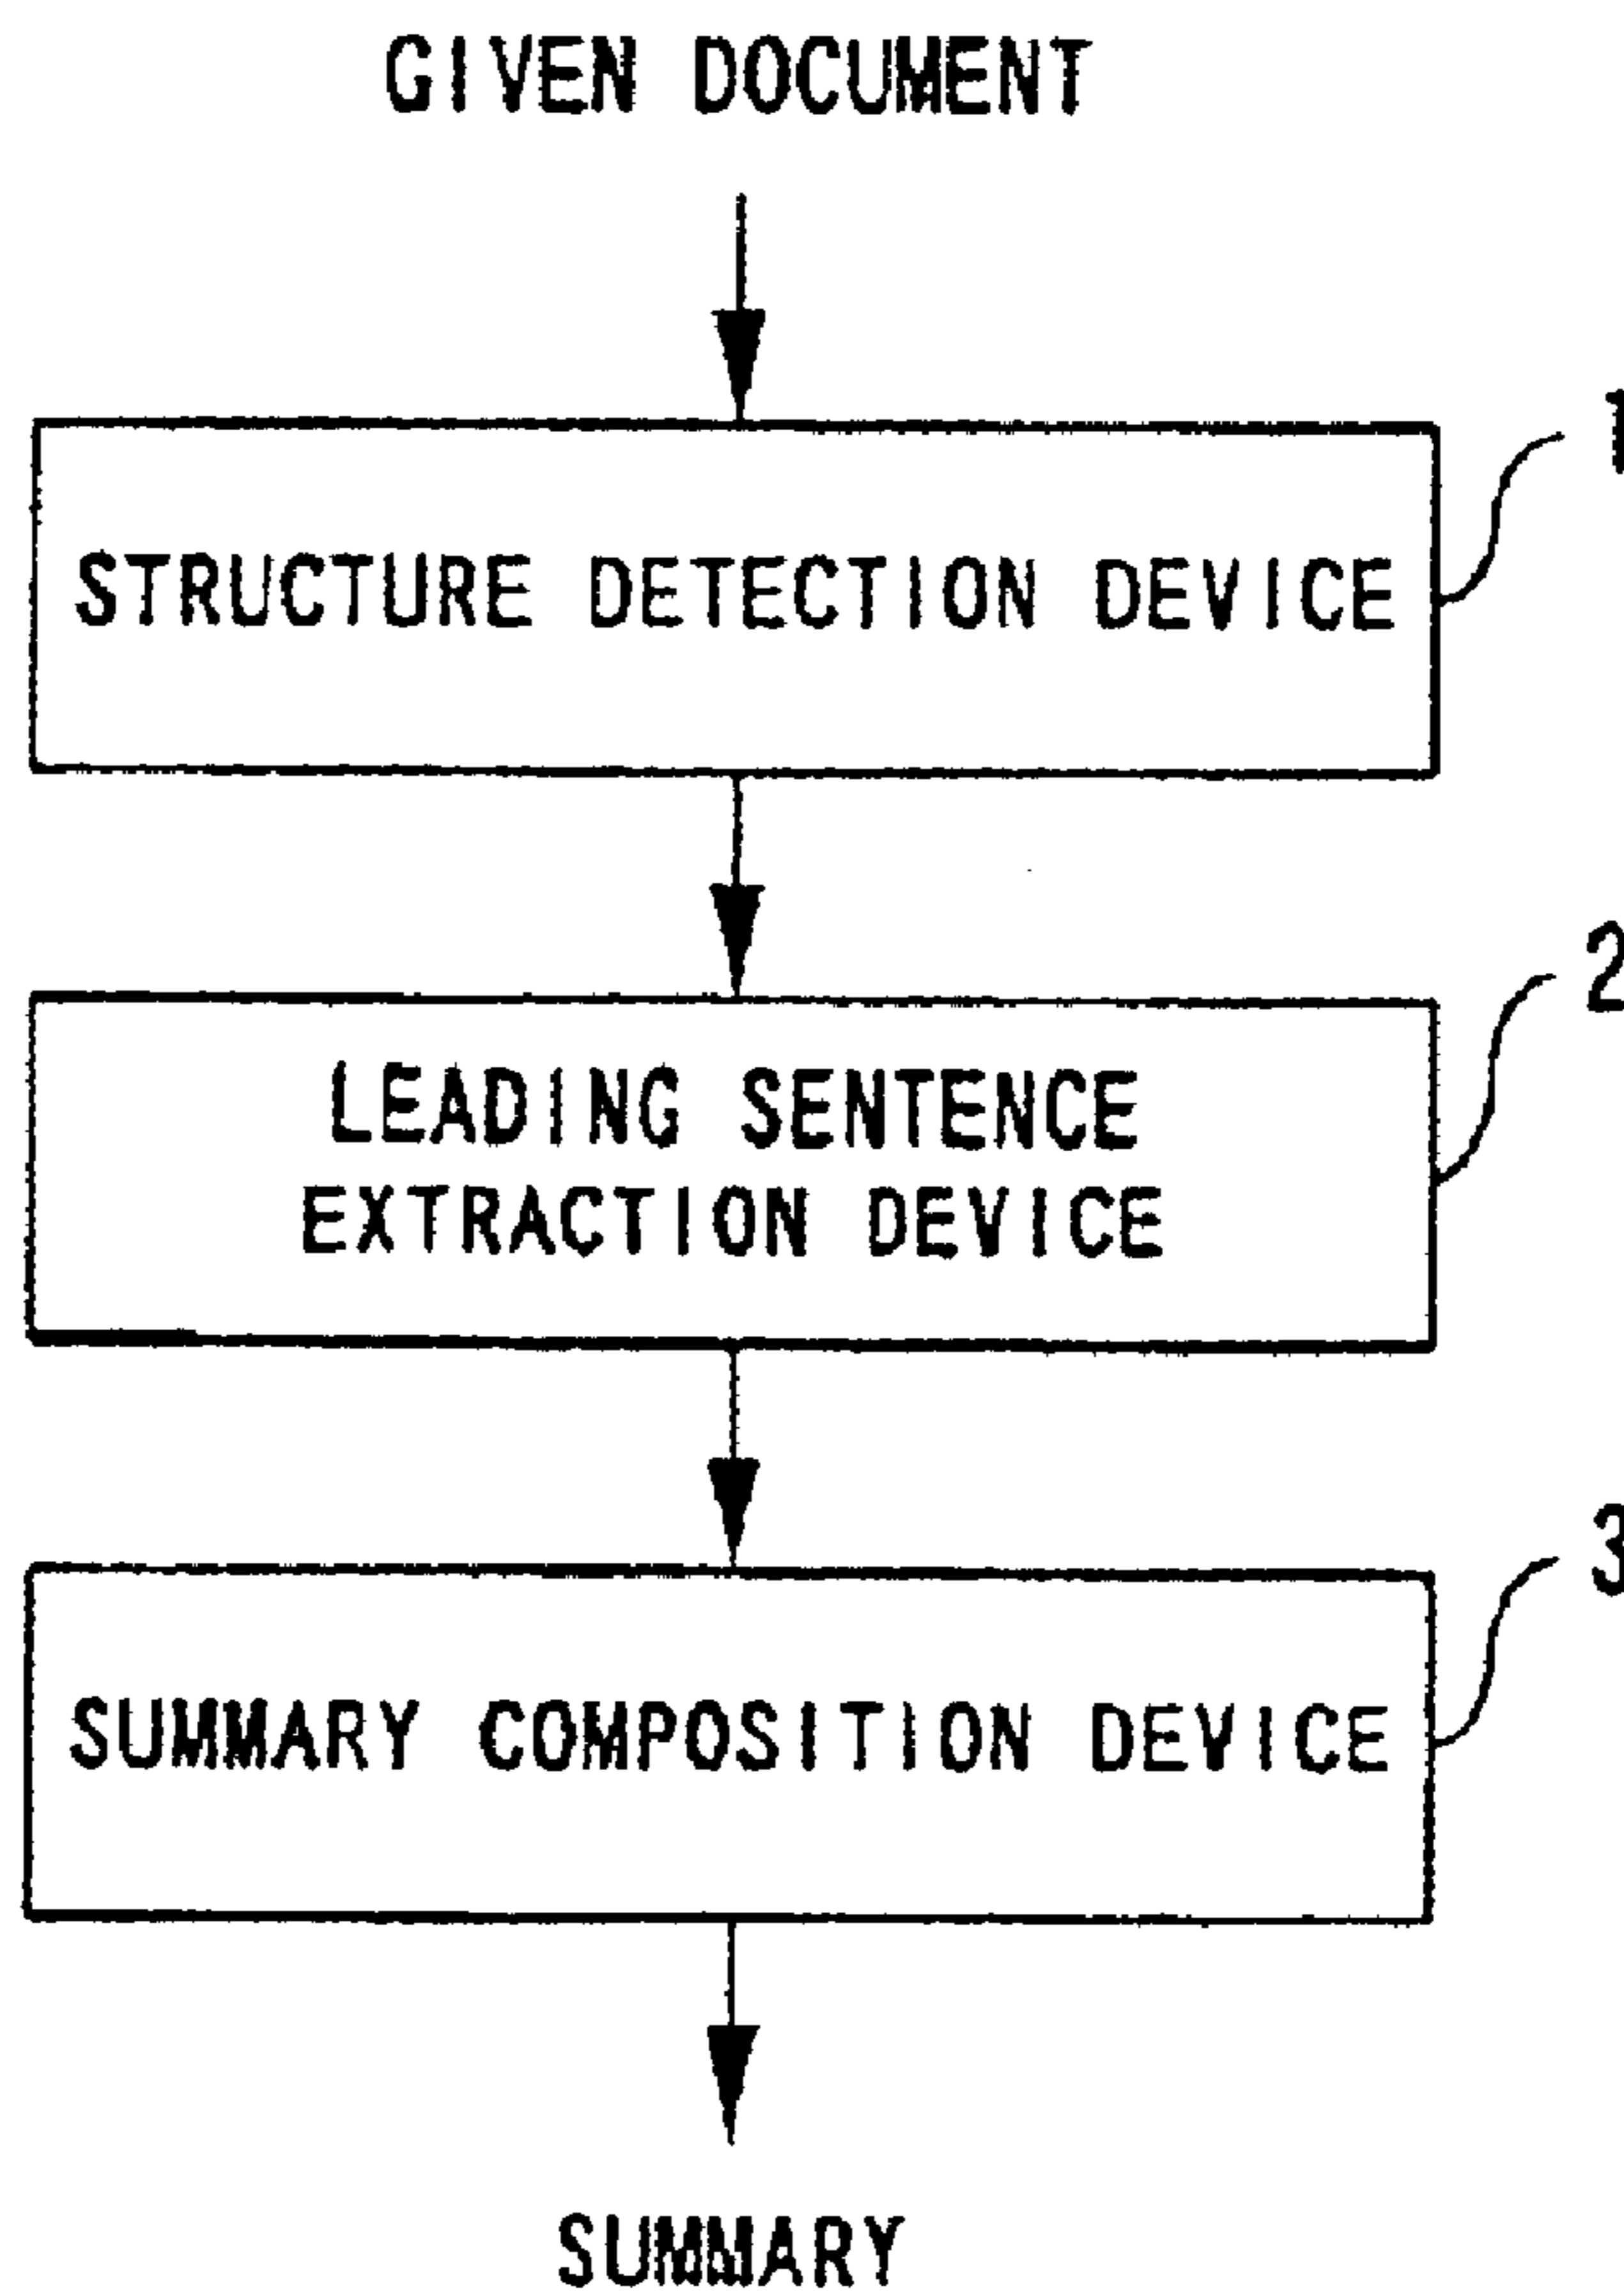 GIVEN DOCUMENT
1
STRUCTURE DETECTION DEVICE
2
LEADING SENTENCE
EXTRACTION DEVICE
3
SUMMARY COMPOSITION DEVICE
SUMMARY